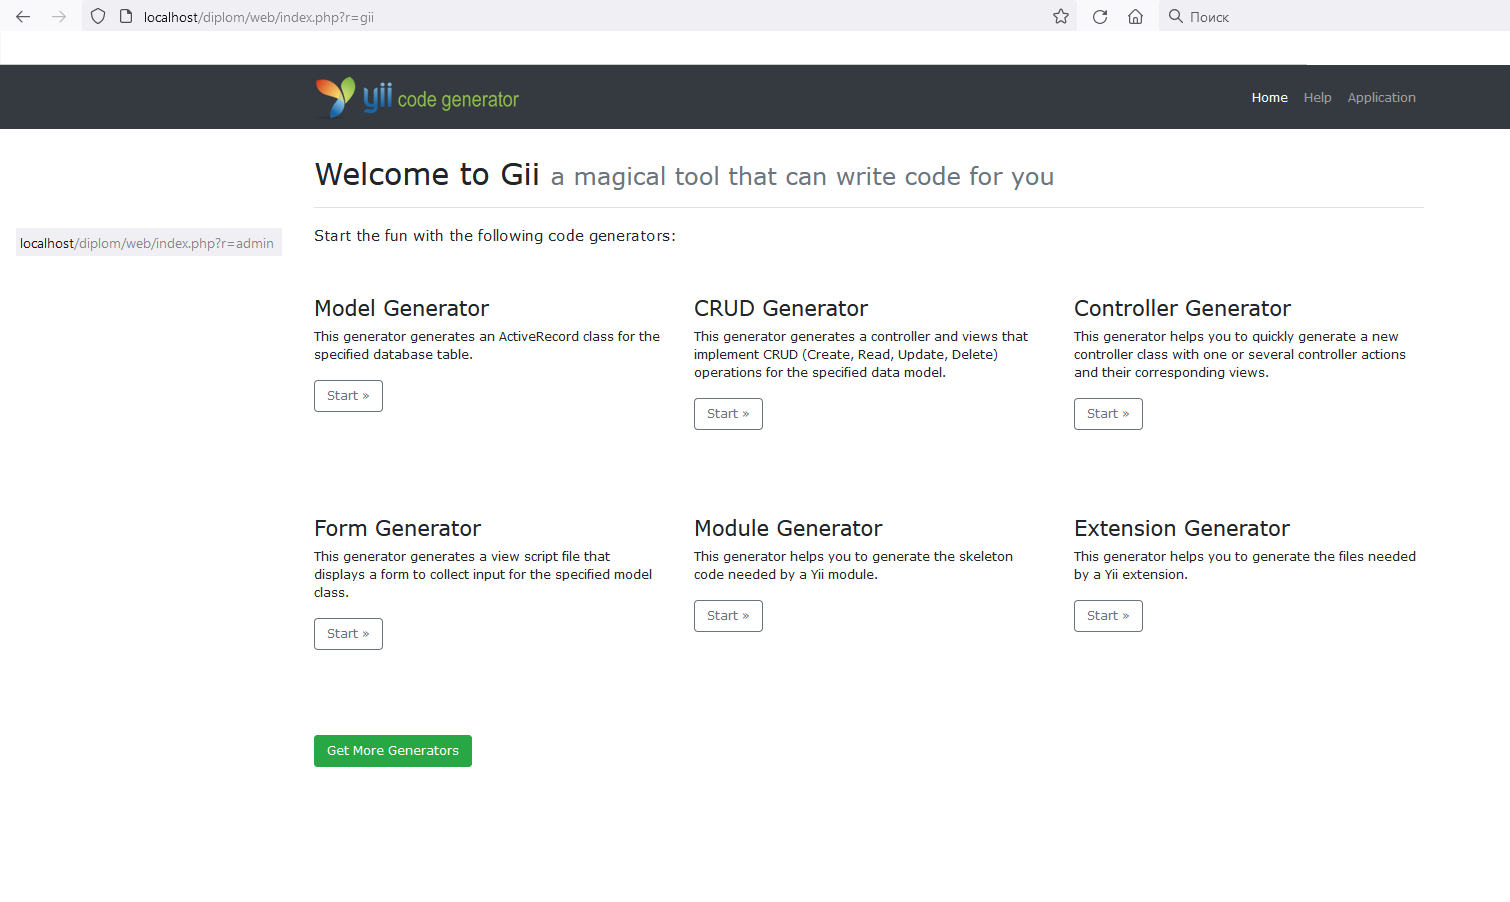 localhost/diplom/web/index.php?r=gii
Поиск
yii code generator
Home Help Application
Welcome to Gii a magical tool that can write code for you
localhost/diplom/web/index.php?r=admin
Start the fun with the following code generators:
Model Generator
This generator generates an ActiveRecord class for the
specified database table.
Start »
CRUD Generator
This generator generates a controller and views that
implement CRUD (Create, Read, Update, Delete)
operations for the specified data model.
Start »
Controller Generator
This generator helps you to quickly generate a new
controller class with one or several controller actions
and their corresponding views.
Start »
Form Generator
This generator generates a view script file that
displays a form to collect input for the specified model
class.
Start »
Module Generator
This generator helps you to generate the skeleton
code needed by a Yii module.
Start »
Extension Generator
This generator helps you to generate the files needed
by a Yii extension.
Start »
Get More Generators